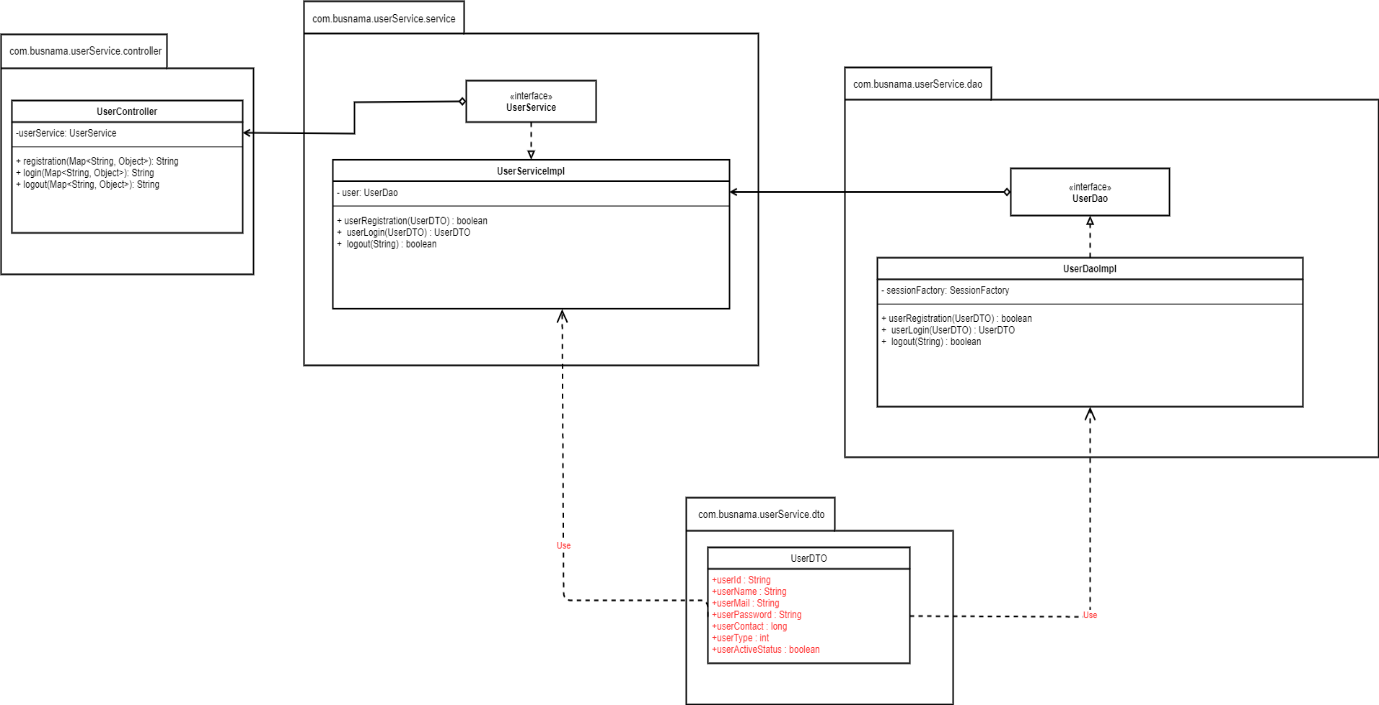 com.busnama.userService.controller
UserController
-userService: UserService
+ registration(Map<String, Object>): String
+ login(Map<String, Object>): String
+ logout(Map<String, Object>): String
com.busnama.userService.service
«interface»
UserService
UserServiceImpl
- user: UserDao
+ userRegistration(UserDTO) : boolean
+ userLogin(UserDTO) : UserDTO
+ logout(String) : boolean
com.busnama.userService.dao
«interface»
UserDao
UserDaoImpl
- sessionFactory: SessionFactory
+ userRegistration(UserDTO) : boolean
+ userLogin(UserDTO) : UserDTO
+ logout(String) : boolean
com.busnama.userService.dto
UserDTO
+userId : String
+userName : String
+userMail : String
+userPassword : String
+userContact : long
+userType : int
+userActiveStatus : boolean
Use
Use